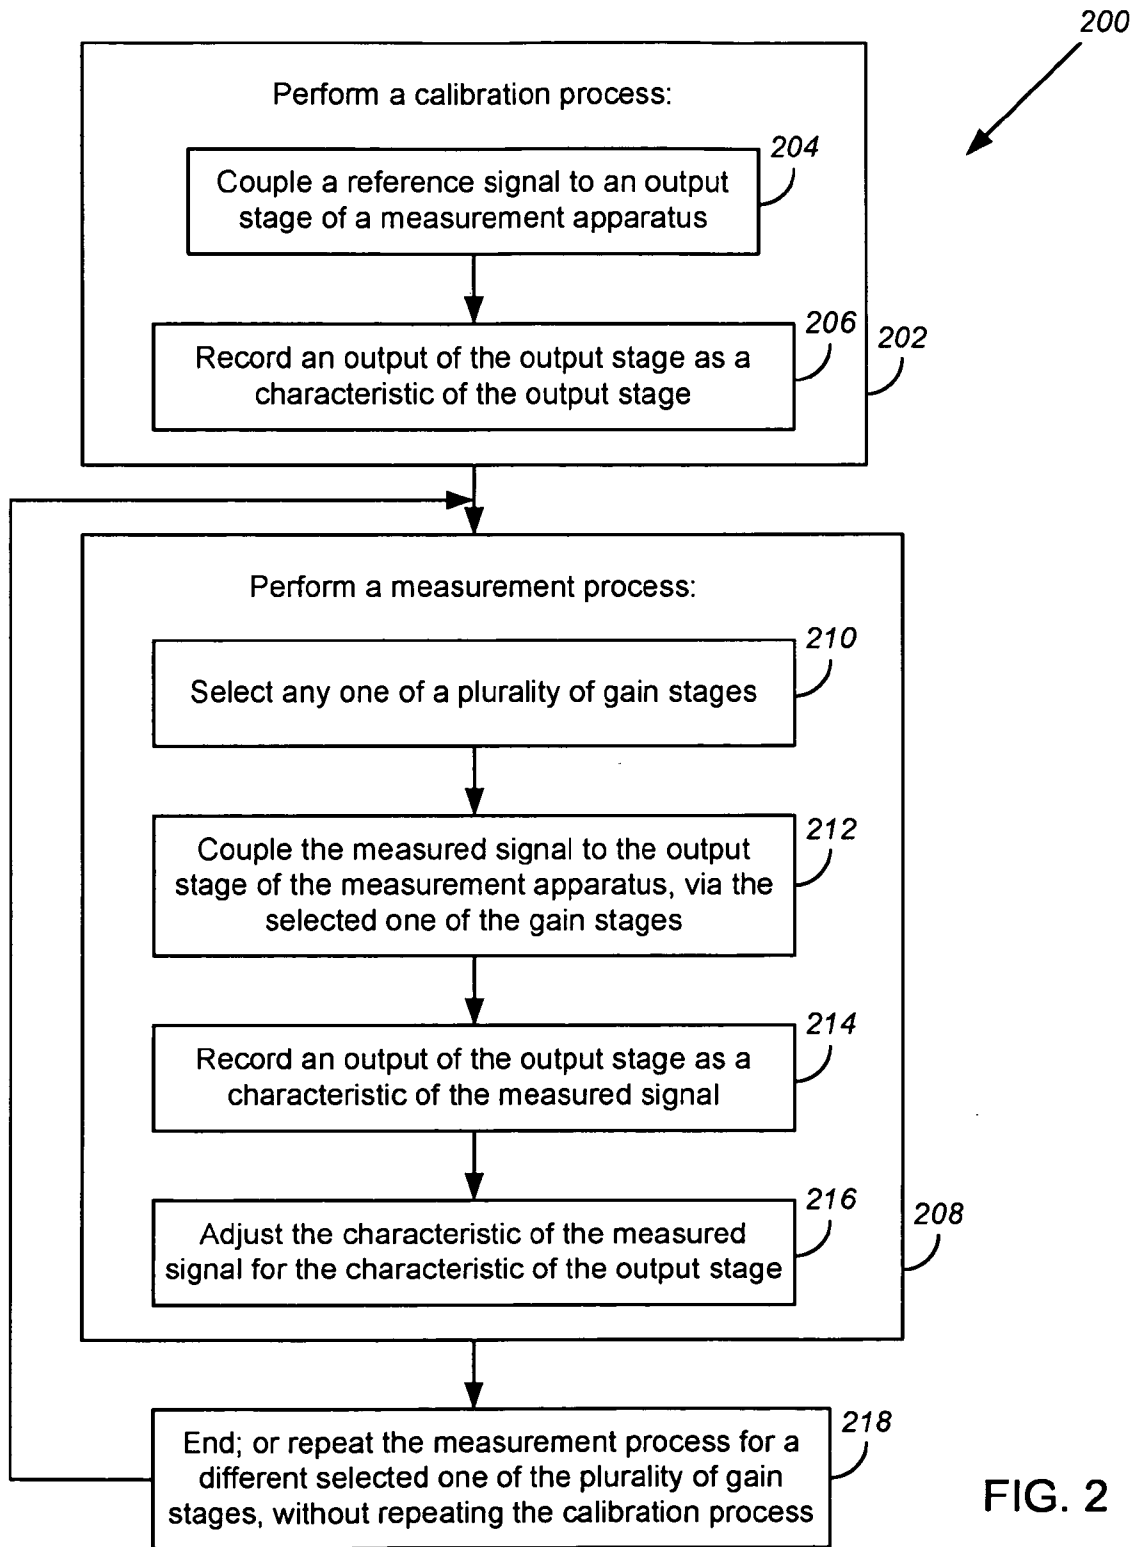 200
Perform a calibration process:
204
Couple a reference signal to an output
stage of a measurement apparatus
206
202
Record an output of the output stage as a
characteristic of the output stage
Perform a measurement process:
210
Select any one of a plurality of gain stages
212
Couple the measured signal to the output
stage of the measurement apparatus, via the
selected one of the gain stages
214
Record an output of the output stage as a
characteristic of the measured signal
216
208
Adjust the characteristic of the measured
signal for the characteristic of the output stage
218
End; or repeat the measurement process for a
different selected one of the plurality of gain
stages, without repeating the calibration process
FIG. 2